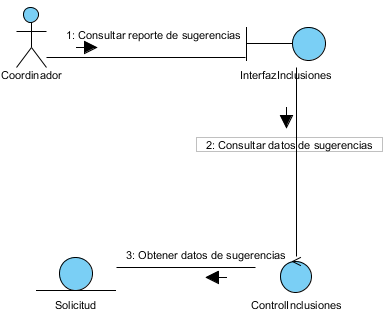 1: Consultar reporte de sugerencias
Coordinador
InterfazInclusiones
2: Consultar datos de sugerencias
3: Obtener datos de sugerencias
Solicitud
ControlInclusiones